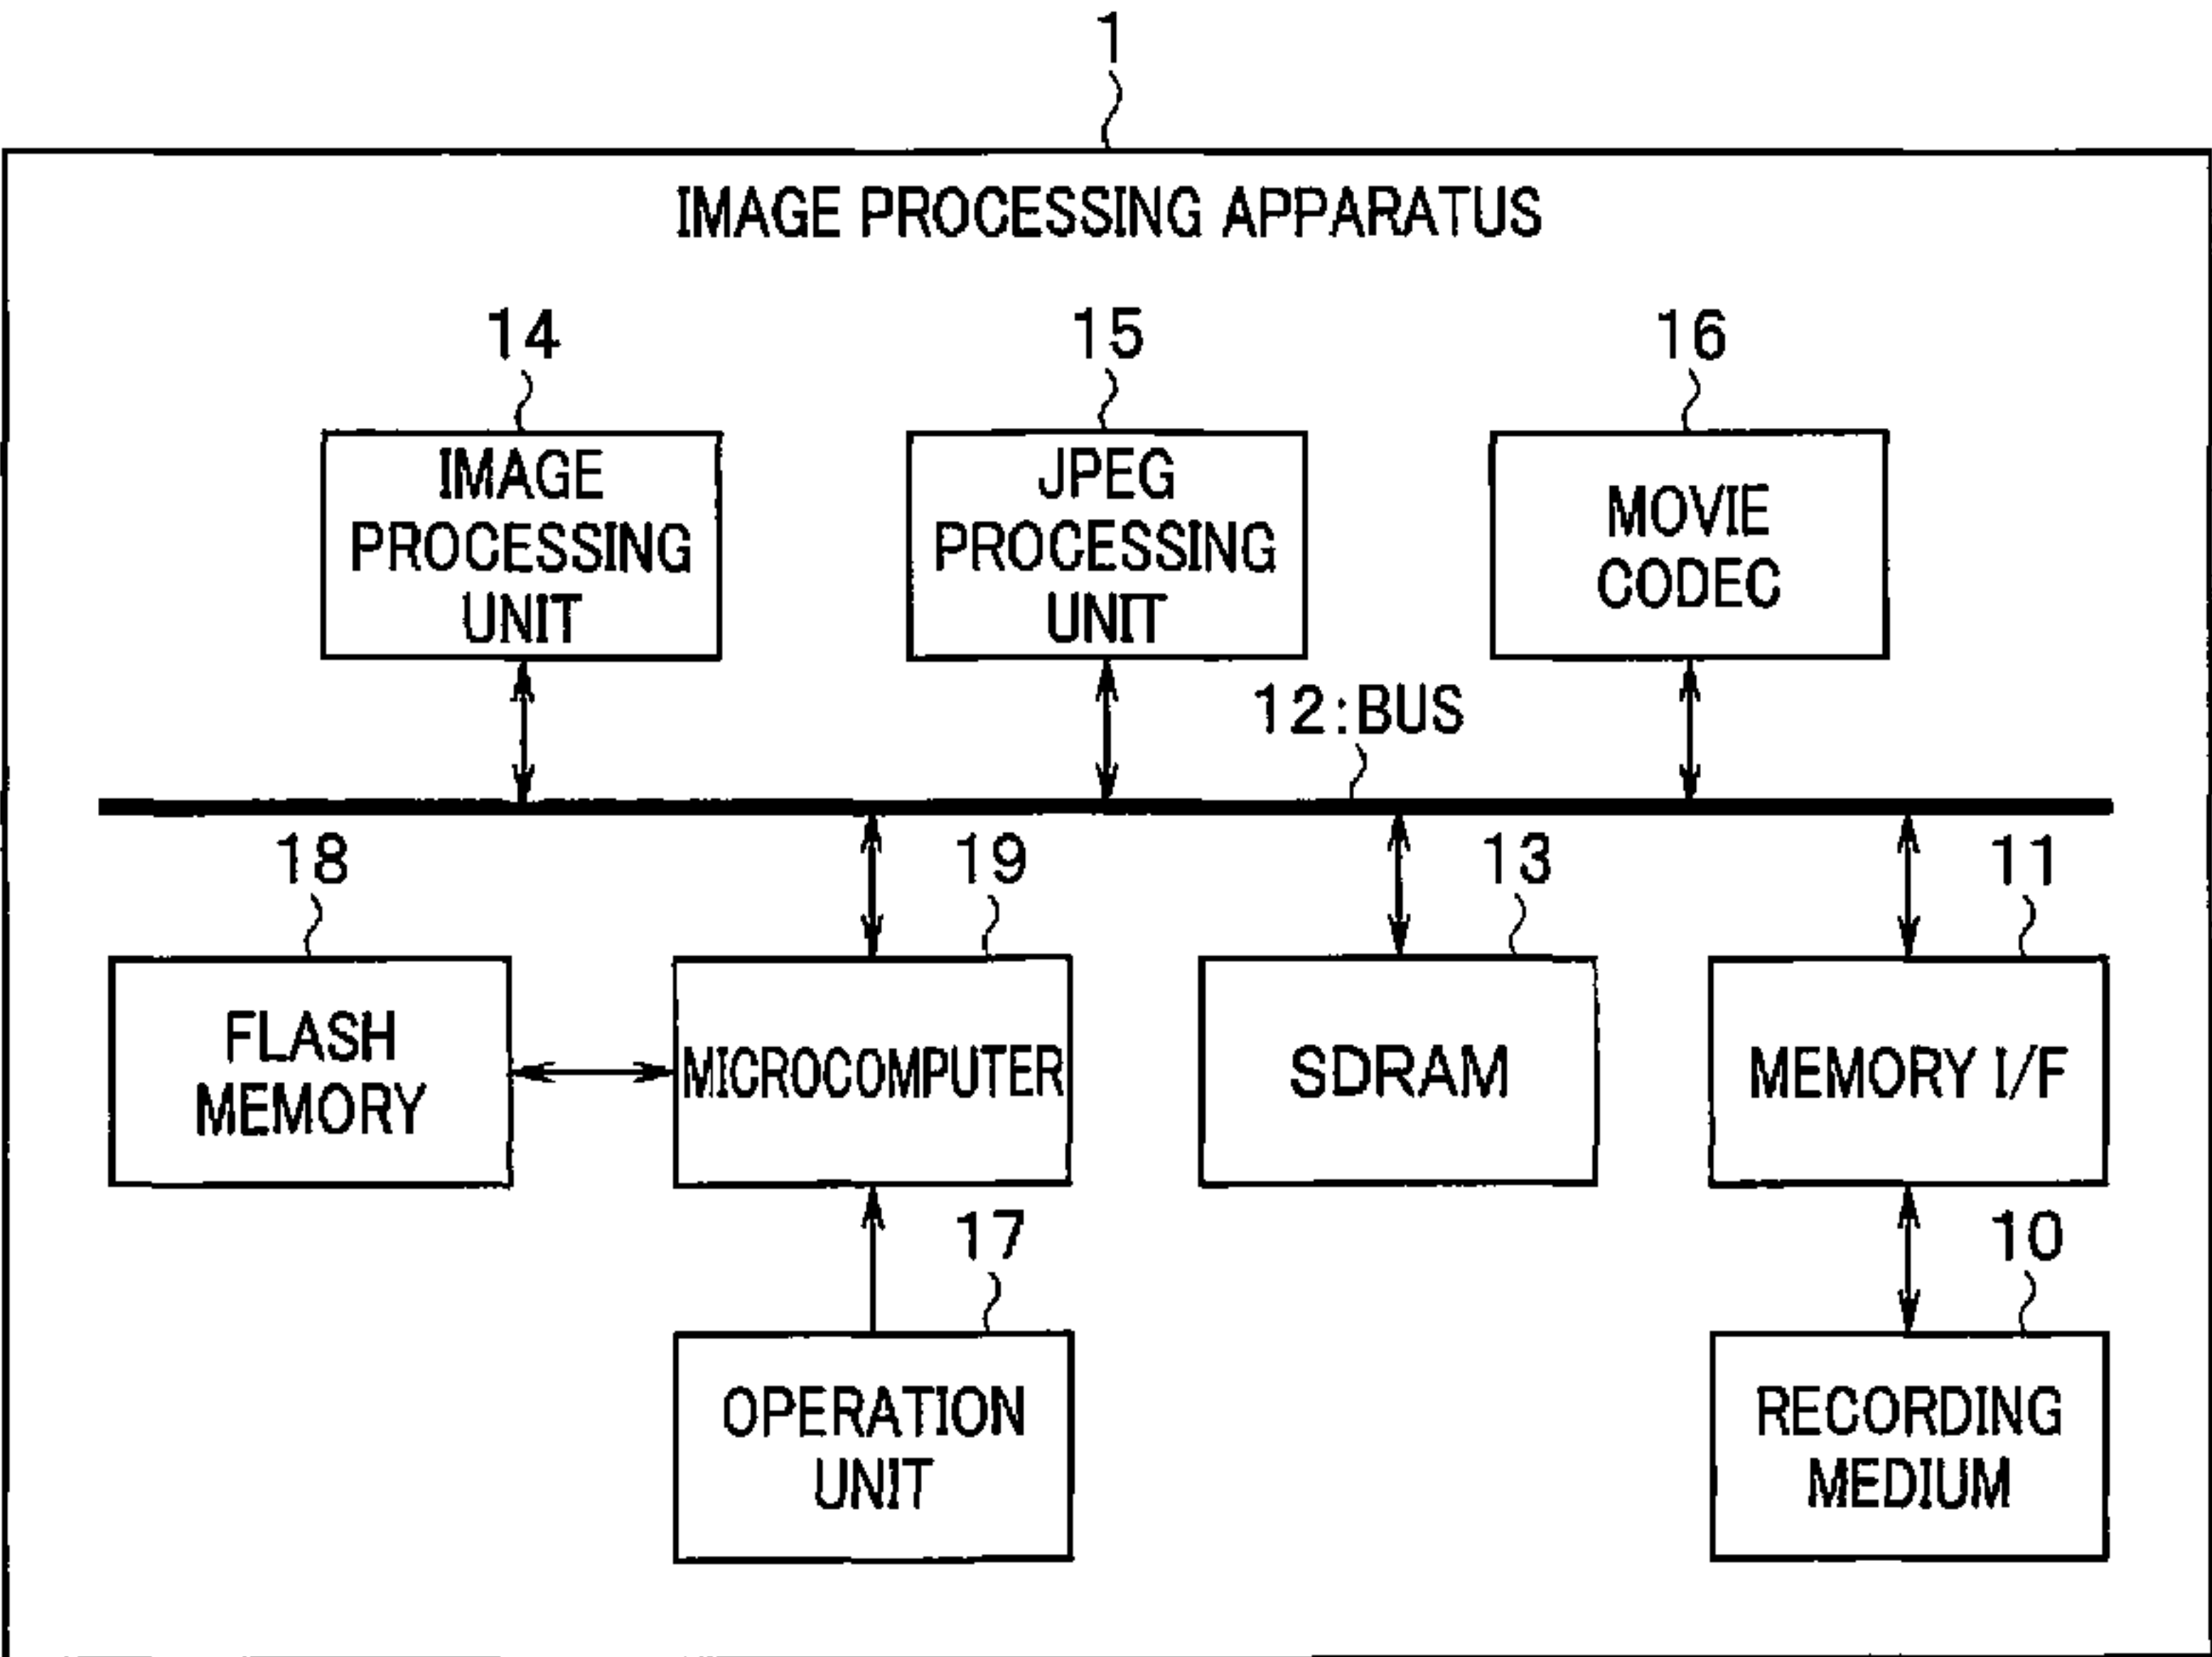 1
IMAGE PROCESSING APPARATUS
14
IMAGE
PROCESSING
UNIT
15
JPEG
PROCESSING
UNIT
16
MOVIE
CODEC
12:BUS
18
FLASH
MEMORY
19
MICROCOMPUTER
13
SDRAM
11
MEMORY I/F
17
OPERATION
UNIT
10
RECORDING
MEDIUM